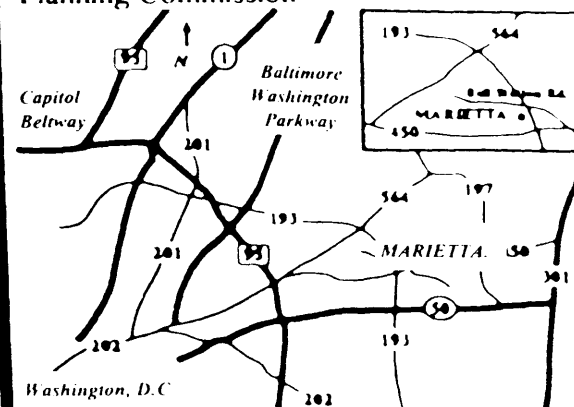 Planning Commission
95
N
1
Baltimore
Washington
Parkway
Capitol
Beltway
193
564
MARIETTA
450
201
564
197
193
201
95
MARIETTA
301
50
193
202
Washington, D.C
202